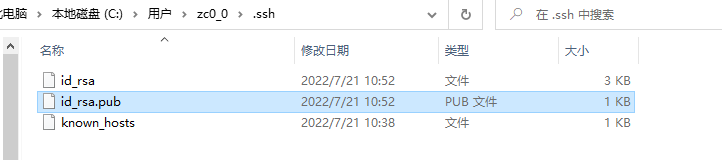 比电脑 > 本地磁盘 (C:) > 用户 > zc0_0 > .ssh 在 .ssh 中搜索
名称 修改日期 类型 大小
id_rsa 2022/7/21 10:52 文件 3 KB
id_rsa.pub 2022/7/21 10:52 PUB 文件 1 KB
known_hosts 2022/7/21 10:38 文件 1 KB